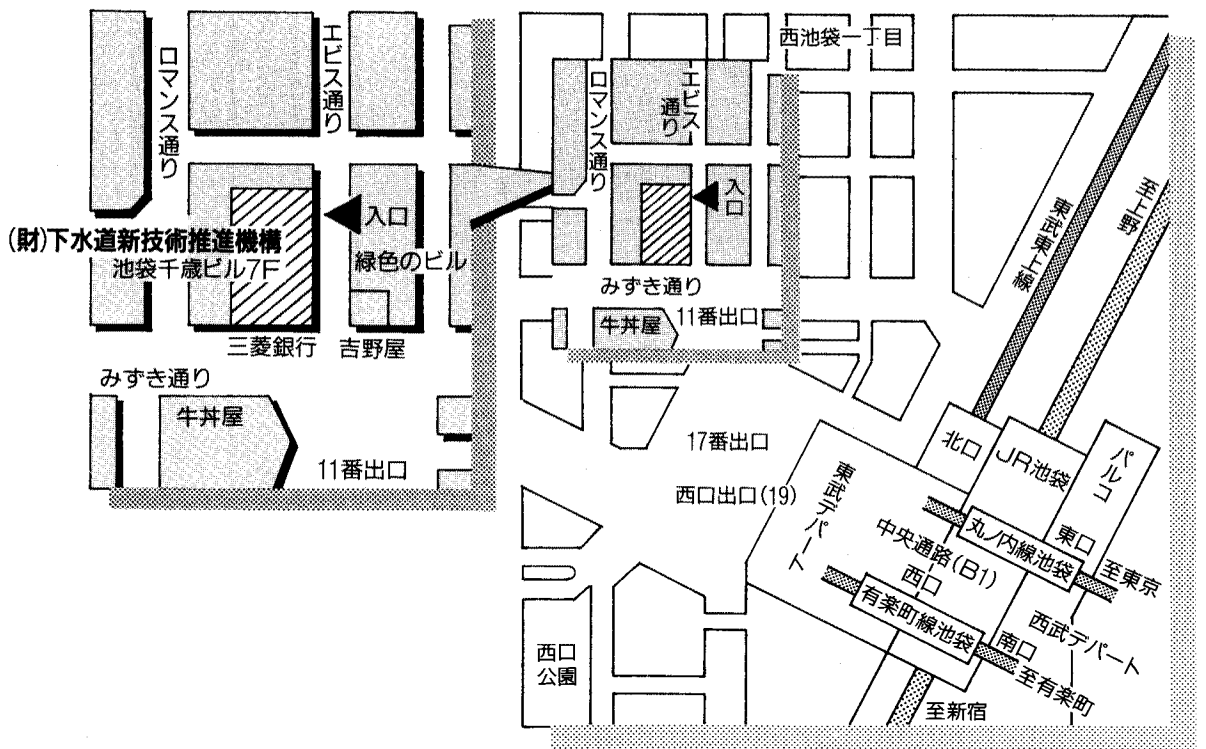 ロマンス通り
エビス通り
(財)下水道新技術推進機構
池袋千歳ビル7F
入口
緑色のビル
三菱銀行
吉野屋
みずき通り
牛丼屋
11番出口
西池袋一丁目
ロマンス通り
エビス
通り
入口
みずき通り
牛丼屋
11番出口
至上野
東武東上線
17番出口
西口出口(19)
北口
JR池袋
パルコ
東武デパート
中央通路(B1)
西口
丸ノ内線池袋
東口
至東京
有楽町線池袋
南口
西武デパート
至有楽町
至新宿
西口
公園